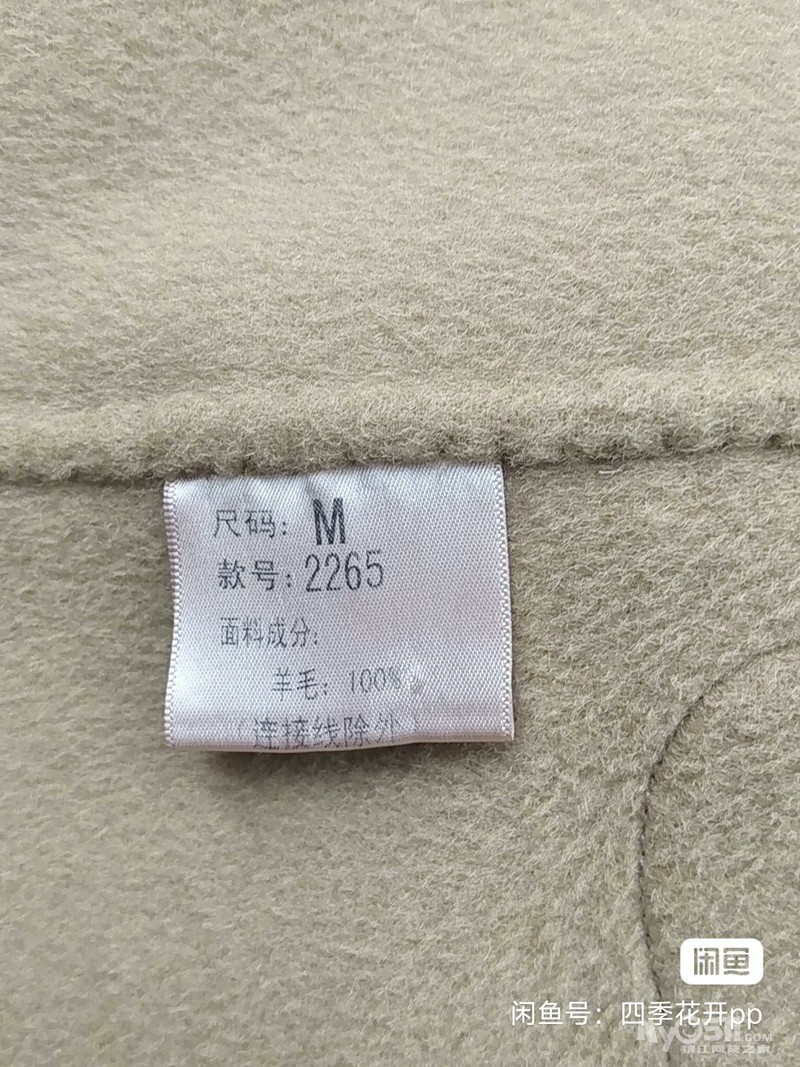 尺码: M
款号: 2265
面料成分:
羊毛: 100%
(连接线除外)
闲鱼
闲鱼号：四季花开pp